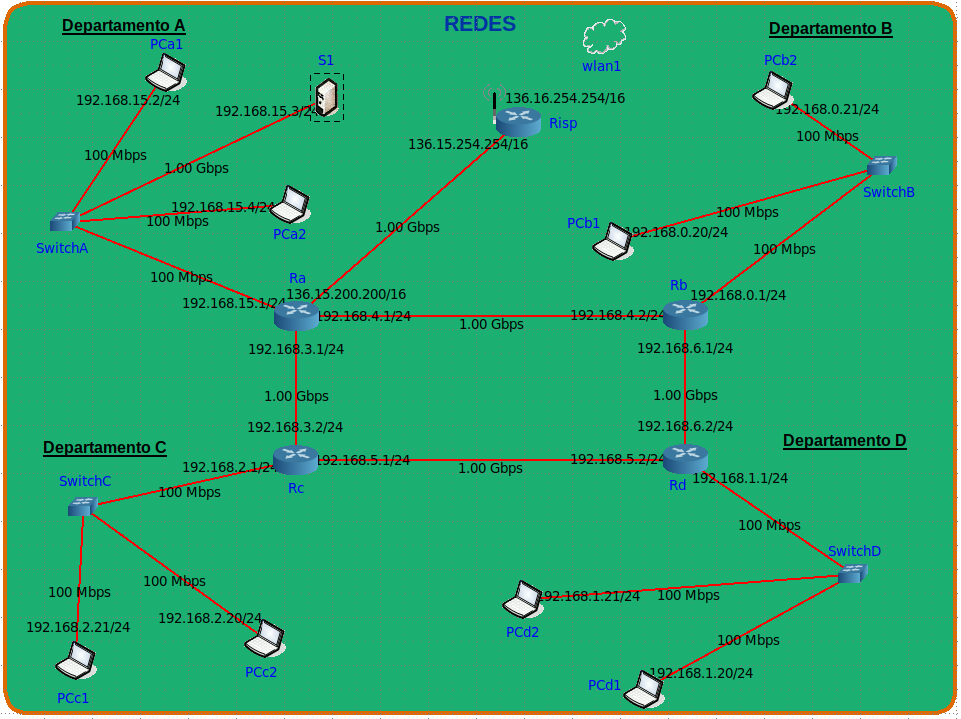 REDES
Departamento A
PCa1
192.168.15.2/24
100 Mbps
S1
192.168.15.3/24
1.00 Gbps
192.168.15.4/24
100 Mbps
PCa2
SwitchA
100 Mbps
192.168.15.1/24
wlan1
136.16.254.254/16
Risp
136.15.254.254/16
1.00 Gbps
Departamento B
PCb2
192.168.0.21/24
100 Mbps
SwitchB
PCb1
192.168.0.20/24
100 Mbps
100 Mbps
Ra
136.15.200.200/16
192.168.4.1/24
1.00 Gbps
192.168.4.2/24
Rb
192.168.0.1/24
192.168.3.1/24
1.00 Gbps
192.168.3.2/24
192.168.6.1/24
1.00 Gbps
192.168.6.2/24
Departamento C
SwitchC
192.168.2.1/24
100 Mbps
Rc
192.168.5.1/24
1.00 Gbps
192.168.5.2/24
Rd
Departamento D
192.168.1.1/24
100 Mbps
SwitchD
100 Mbps
192.168.2.21/24
PCc1
100 Mbps
192.168.2.20/24
PCc2
192.168.1.21/24
100 Mbps
PCd2
100 Mbps
192.168.1.20/24
PCd1